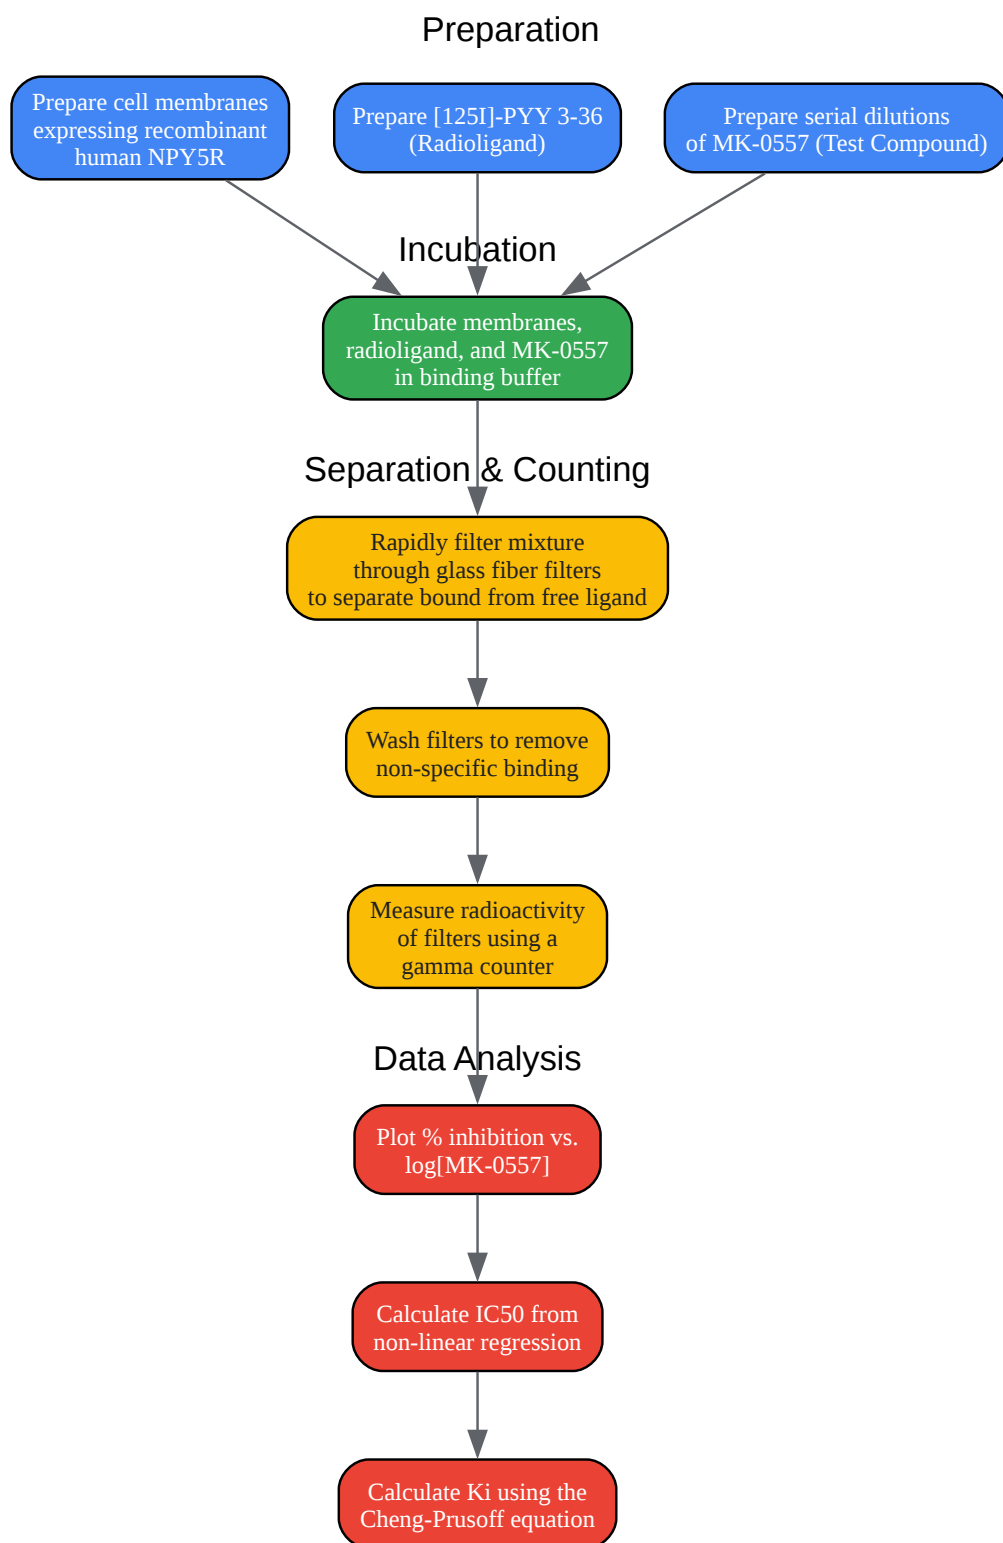 Preparation
Prepare cell membranes
expressing recombinant
human NPY5R
Prepare [125I]-PYY 3-36
(Radioligand)
Prepare serial dilutions
of MK-0557 (Test Compound)
Incubation
Incubate membranes,
radioligand, and MK-0557
in binding buffer
Separation & Counting
Rapidly filter mixture
through glass fiber filters
to separate bound from free ligand
Wash filters to remove
non-specific binding
Measure radioactivity
of filters using a
gamma counter
Data Analysis
Plot % inhibition vs.
log[MK-0557]
Calculate IC50 from
non-linear regression
Calculate Ki using the
Cheng-Prusoff equation